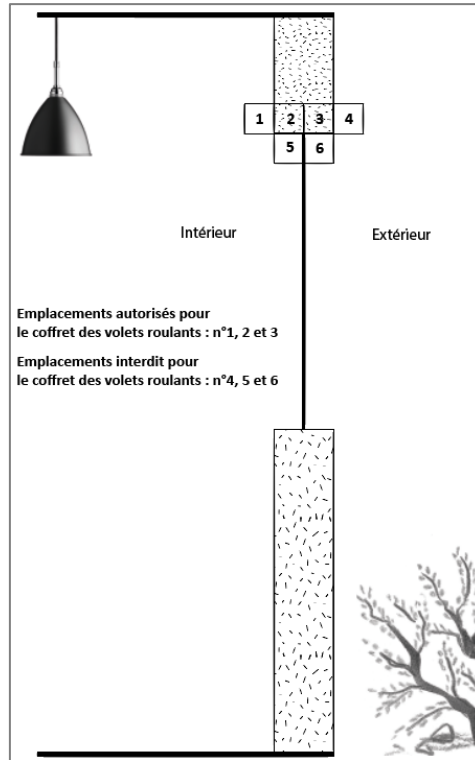 1 2 3 4
5 6
Intérieur Extérieur
Emplacements autorisés pour
le coffret des volets roulants : n°1, 2 et 3
Emplacements interdit pour
le coffret des volets roulants : n°4, 5 et 6